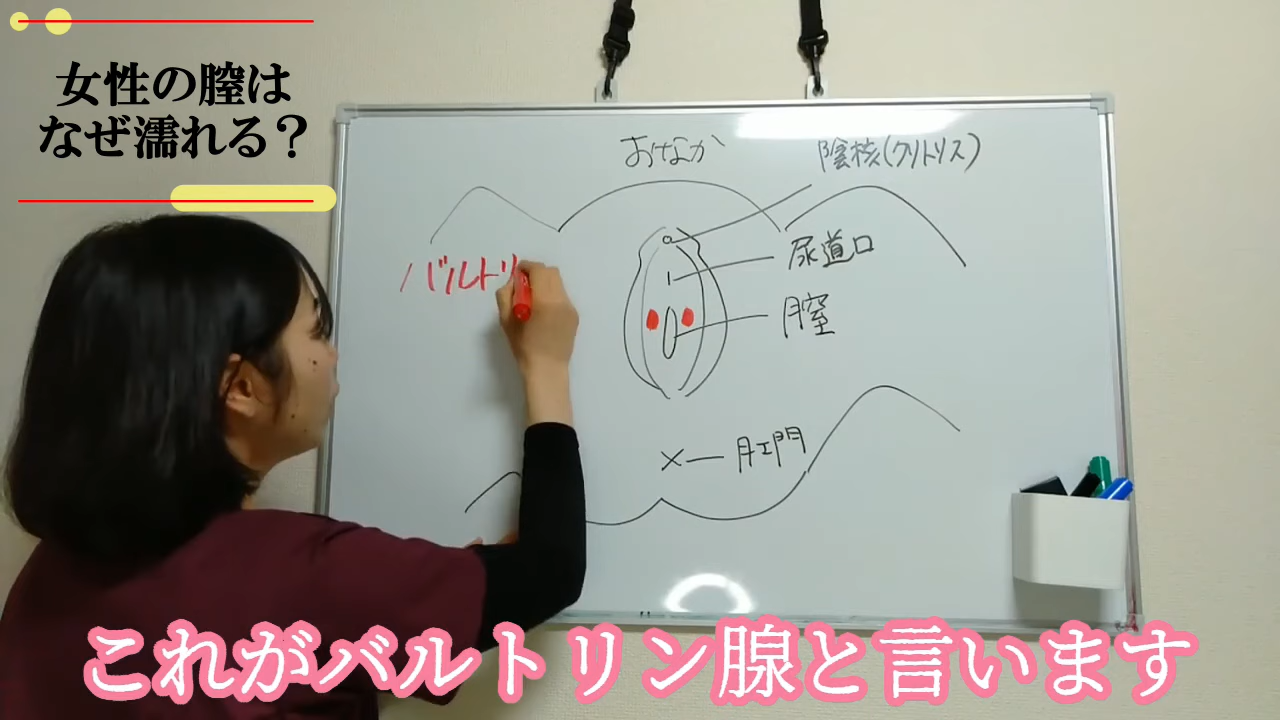 女性の膣は
なぜ濡れる？
おなか
陰核(クリトリス)
バルトリ
尿道口
膣
肛門
これがバルトリン腺と言います